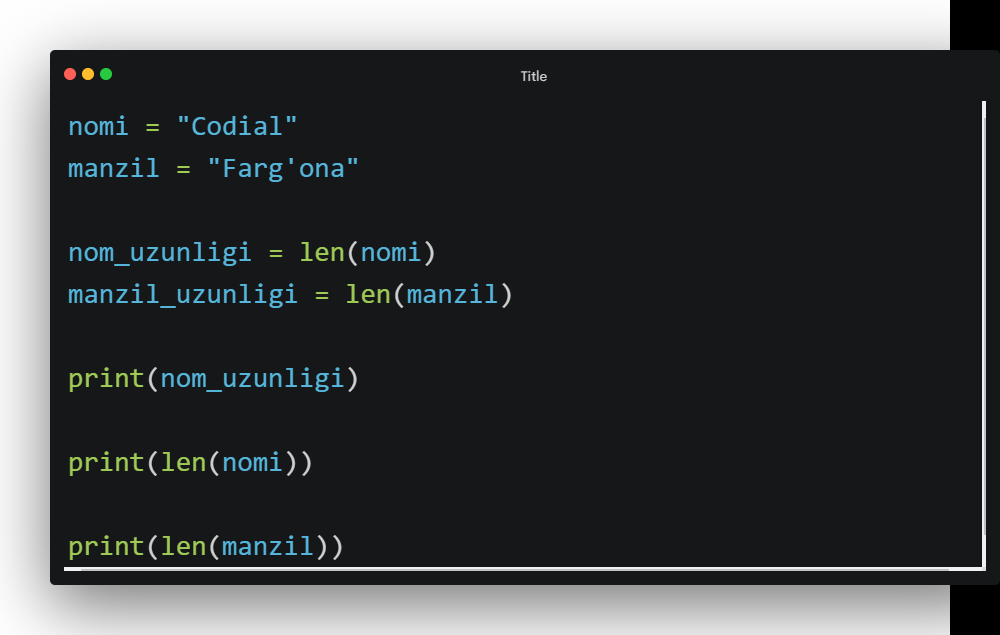 Title
nomi = "Codial"
manzil = "Farg'ona"
nom_uzunligi = len(nomi)
manzil_uzunligi = len(manzil)
print(nom_uzunligi)
print(len(nomi))
print(len(manzil))